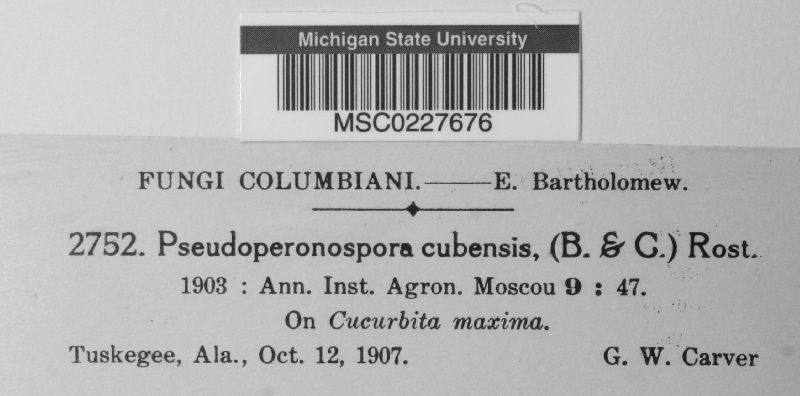 Michigan State University
MSC0227676
FUNGI COLUMBIANI.——E. Bartholomew.
2752. Pseudoperonospora cubensis, (B. & C.) Rost.
1903 : Ann. Inst. Agron. Moscou 9 : 47.
On Cucurbita maxima.
Tuskegee, Ala., Oct. 12, 1907. G. W. Carver